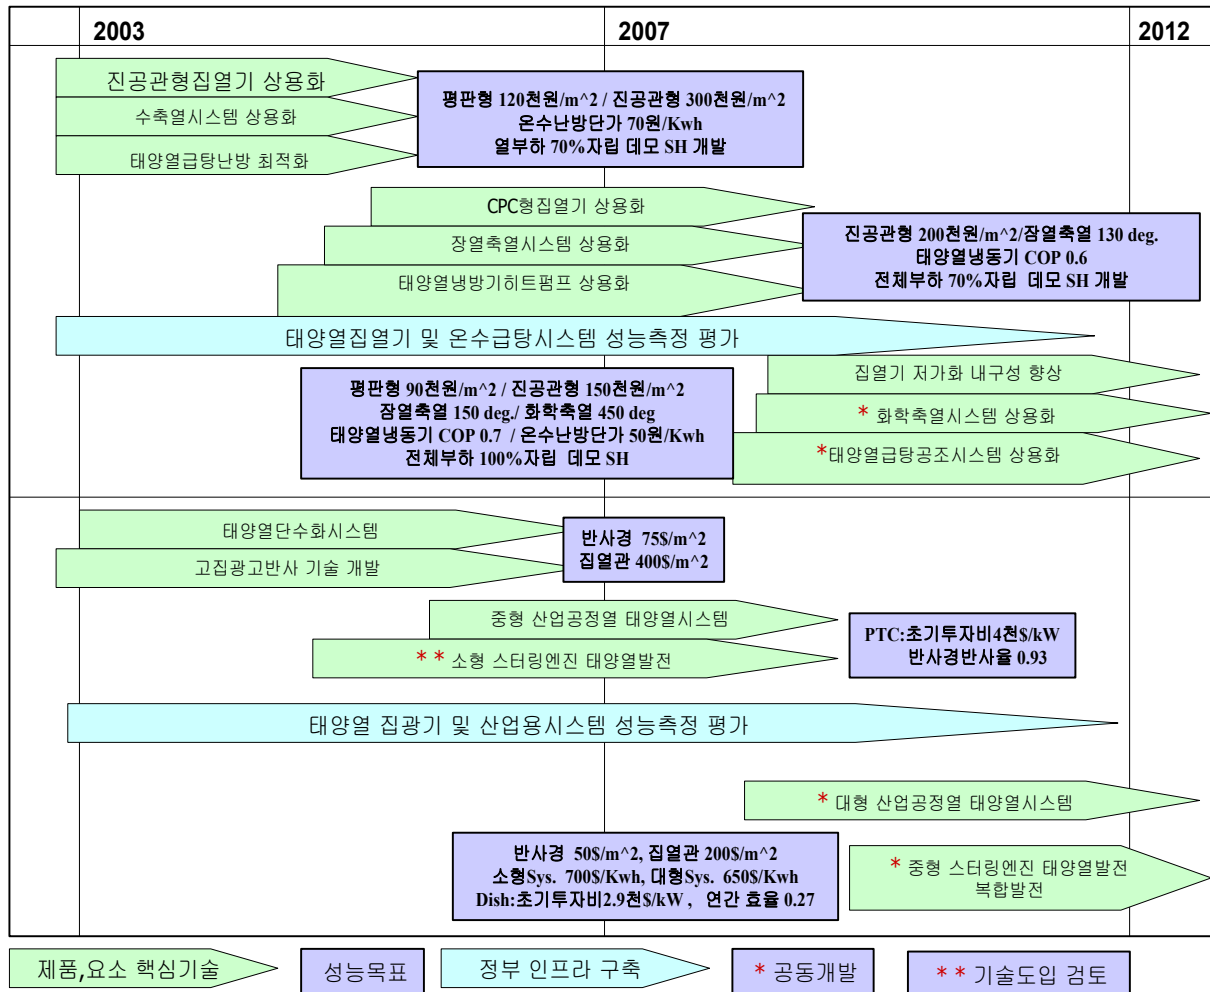 2003
2007
2012
진공관형집열기 상용화
수축열시스템 상용화
태양열급탕난방 최적화
평판형 120천원/m^2 / 진공관형 300천원/m^2
온수난방단가 70원/Kwh
열부하 70%자립 데모 SH 개발
CPC형집열기 상용화
장열축열시스템 상용화
태양열냉방기히트펌프 상용화
진공관형 200천원/m^2/잠열축열 130 deg.
태양열냉동기 COP 0.6
전체부하 70%자립 데모 SH 개발
태양열집열기 및 온수급탕시스템 성능측정 평가
평판형 90천원/m^2 / 진공관형 150천원/m^2
잠열축열 150 deg./ 화학축열 450 deg
태양열냉동기 COP 0.7 / 온수난방단가 50원/Kwh
전체부하 100%자립 데모 SH
집열기 저가화 내구성 향상
* 화학축열시스템 상용화
*태양열급탕공조시스템 상용화
태양열단수화시스템
고집광고반사 기술 개발
반사경 75$/m^2
집열관 400$/m^2
중형 산업공정열 태양열시스템
* * 소형 스터링엔진 태양열발전
PTC:초기투자비4천$/kW
반사경반사율 0.93
태양열 집광기 및 산업용시스템 성능측정 평가
* 대형 산업공정열 태양열시스템
반사경 50$/m^2, 집열관 200$/m^2
소형Sys. 700$/Kwh, 대형Sys. 650$/Kwh
Dish:초기투자비2.9천$/kW , 연간 효율 0.27
* 중형 스터링엔진 태양열발전
복합발전
제품,요소 핵심기술
성능목표
정부 인프라 구축
* 공동개발
* * 기술도입 검토